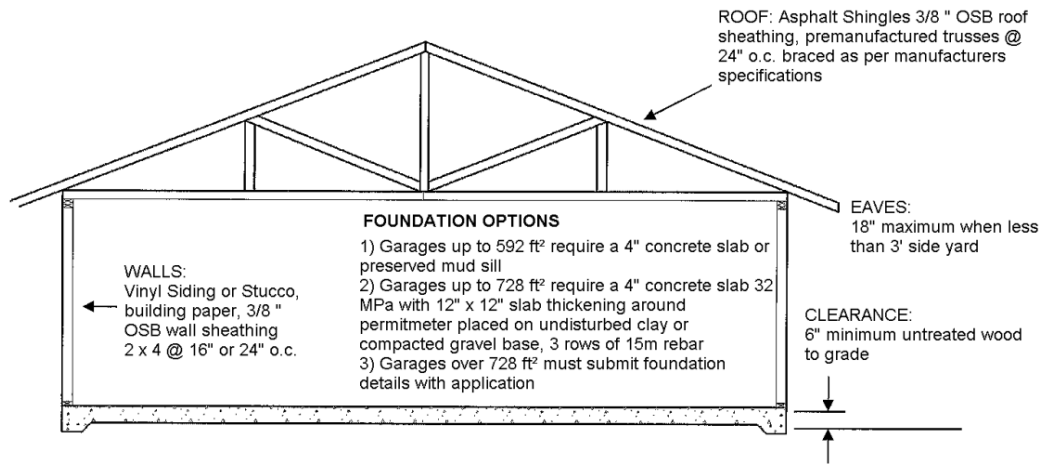 ROOF: Asphalt Shingles 3/8 " OSB roof
sheathing, premanufactured trusses @
24" o.c. braced as per manufacturers
specifications
EAVES:
18" maximum when less
than 3' side yard
FOUNDATION OPTIONS
1) Garages up to 592 ft² require a 4" concrete slab or
preserved mud sill
2) Garages up to 728 ft² require a 4" concrete slab 32
MPa with 12" x 12" slab thickening around
permitmeter placed on undisturbed clay or
compacted gravel base, 3 rows of 15m rebar
3) Garages over 728 ft² must submit foundation
details with application
WALLS:
Vinyl Siding or Stucco,
building paper, 3/8 "
OSB wall sheathing
2 x 4 @ 16" or 24" o.c.
CLEARANCE:
6" minimum untreated wood
to grade